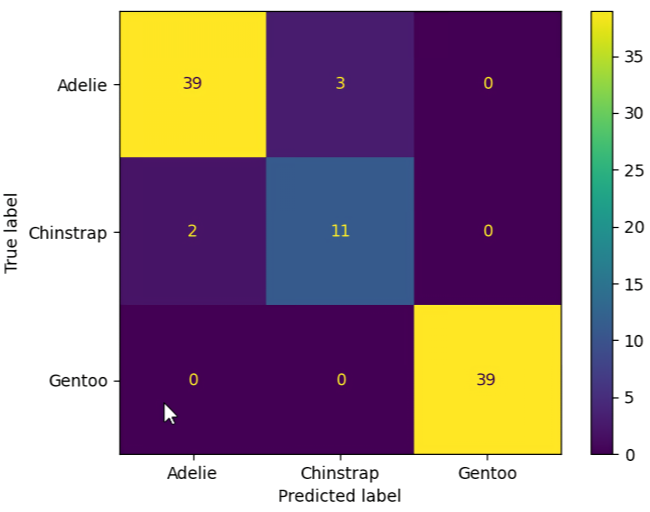 Adelie 39 3 0
Chinstrap 2 11 0
Gentoo 0 0 39
Adelie Chinstrap Gentoo
Predicted label
True label
35
30
25
20
15
10
5
0